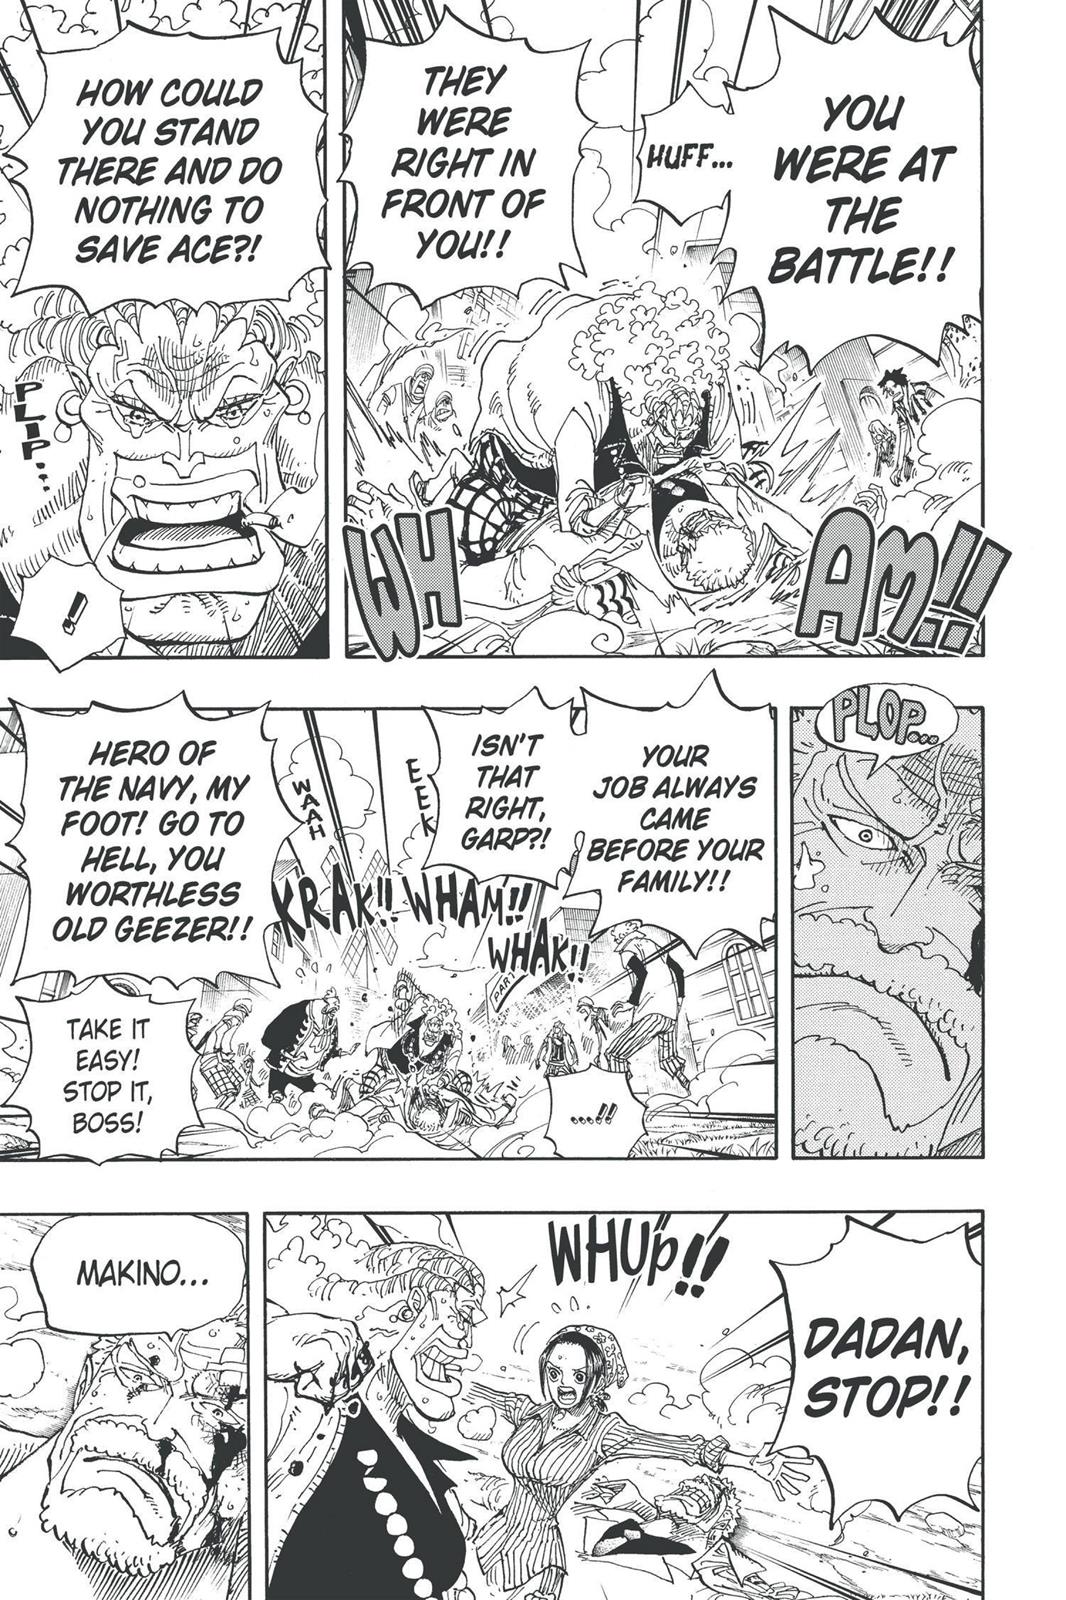 YOU
WERE AT
THE
BATTLE!!
HUFF...
THEY
WERE
RIGHT IN
FRONT OF
YOU!!
WHAM!!
HOW COULD
YOU STAND
THERE AND DO
NOTHING TO
SAVE ACE?!
PLIP...
!
PLOP...
YOUR
JOB ALWAYS
CAME
BEFORE YOUR
FAMILY!!
ISN'T
THAT
RIGHT,
GARP?!
EEK
WAAH
KRAK!! WHAM!!
WHAK!!
PARTY
...!!
HERO OF
THE NAVY, MY
FOOT! GO TO
HELL, YOU
WORTHLESS
OLD GEEZER!!
TAKE IT
EASY!
STOP IT,
BOSS!
DADAN,
STOP!!
WHUP!!
MAKINO...